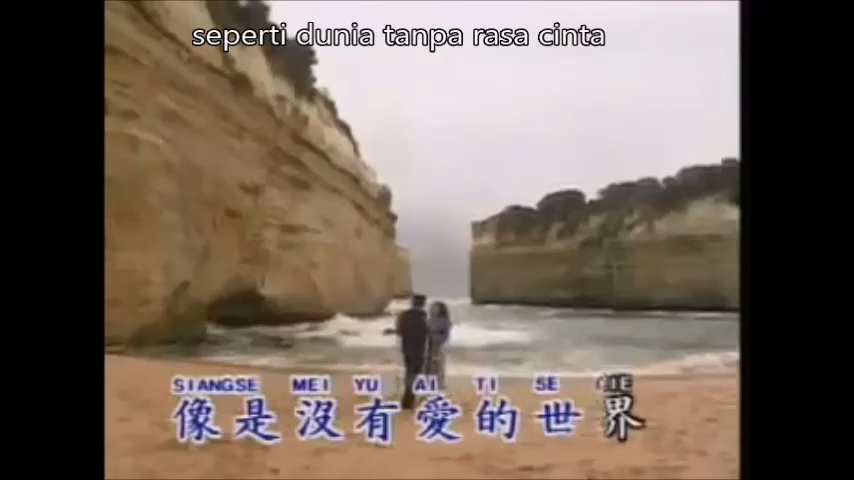 seperti dunia tanpa rasa cinta
SIANGSE MEI YU AI TI SE CIE
像是沒有愛的世界